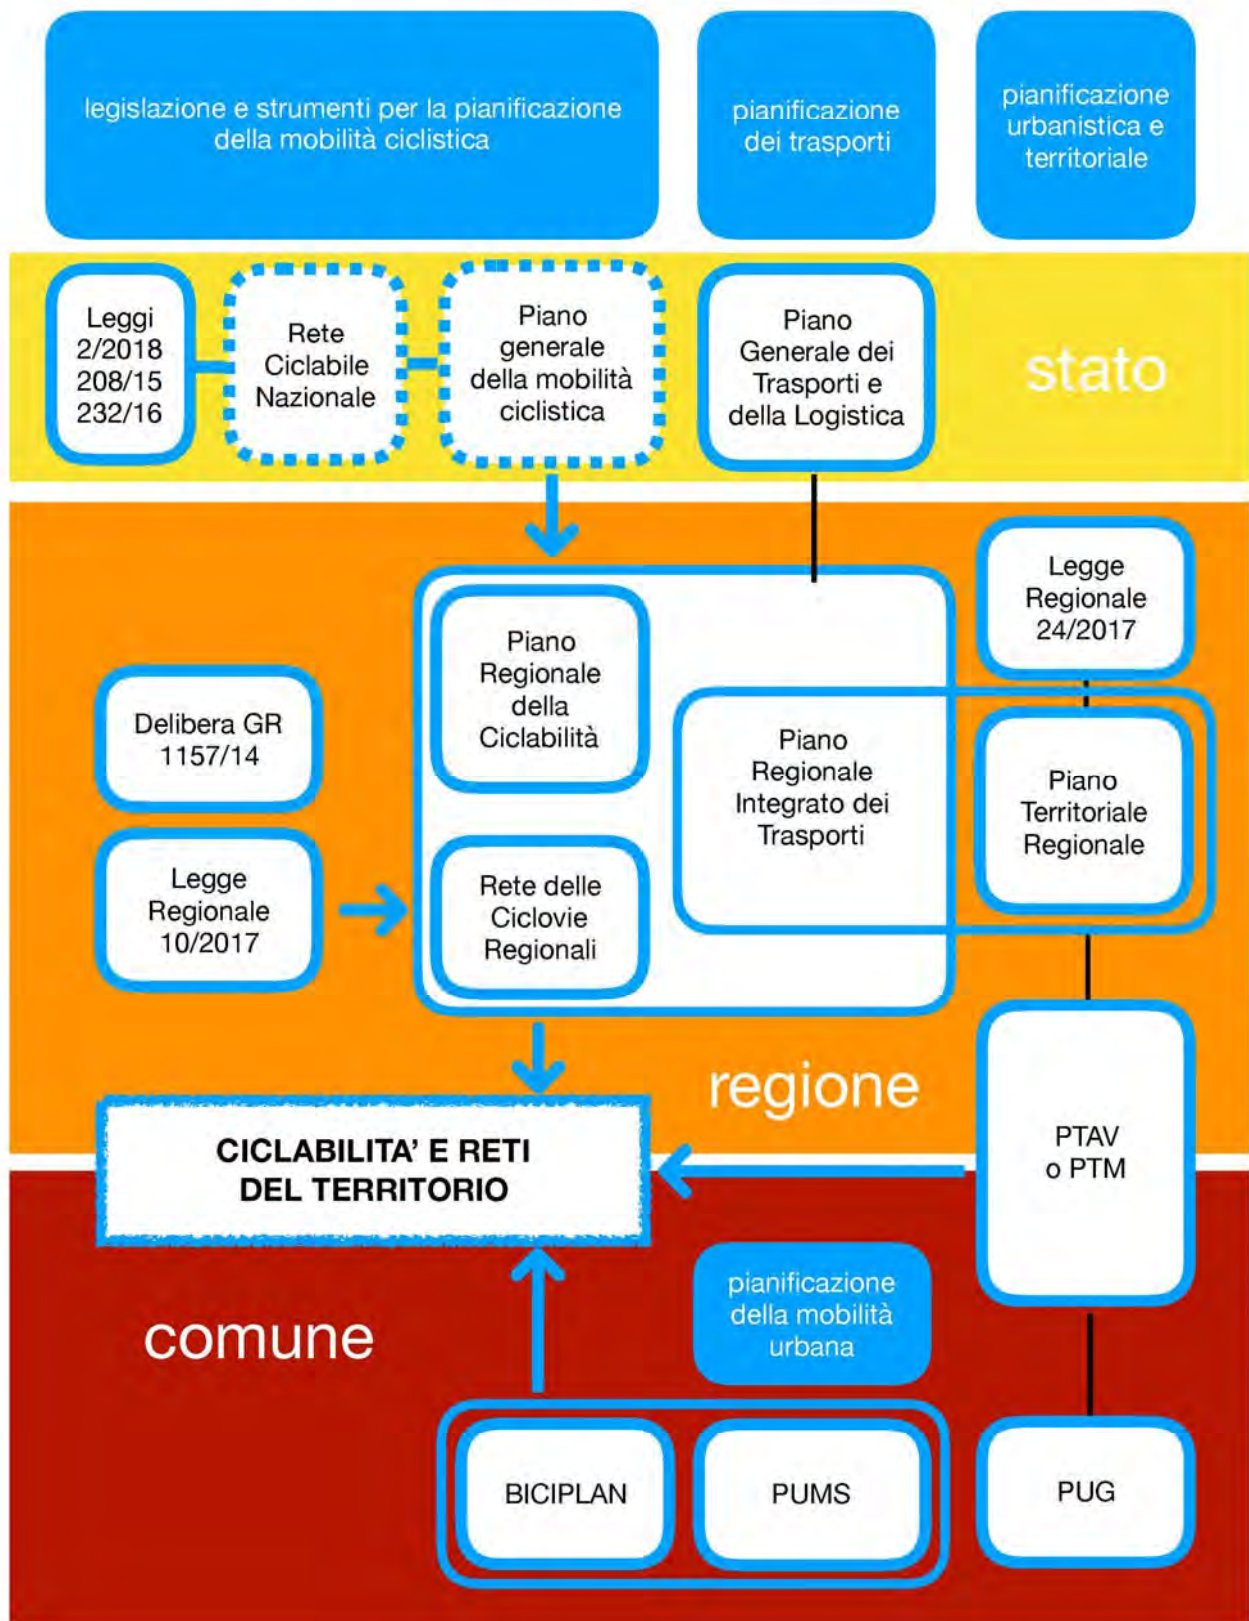 legislazione e strumenti per la pianificazione
della mobilità ciclistica
pianificazione
dei trasporti
pianificazione
urbanistica e
territoriale
Leggi
2/2018
208/15
232/16
Rete
Ciclabile
Nazionale
Piano
generale
della mobilità
ciclistica
Piano
Generale dei
Trasporti e
della Logistica
stato
Legge
Regionale
24/2017
Piano
Regionale
della
Ciclabilità
Delibera GR
1157/14
Piano
Regionale
Integrato dei
Trasporti
Piano
Territoriale
Regionale
Legge
Regionale
10/2017
Rete delle
Ciclovie
Regionali
regione
PTAV
o PTM
CICLABILITA’ E RETI
DEL TERRITORIO
comune
pianificazione
della mobilità
urbana
BICIPLAN
PUMS
PUG